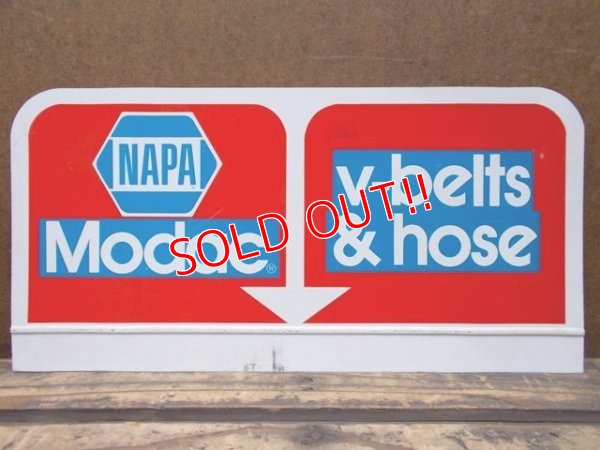 NAPA
Modac®
v-belts
& hose
SOLD OUT!!